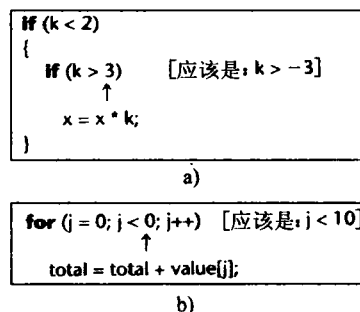 if (k < 2)
{
if (k > 3) [应该是：k > −3]
↑
x = x * k;
}
a)
for (j = 0; j < 0; j++) [应该是：j < 10]
↑
total = total + value[j];
b)